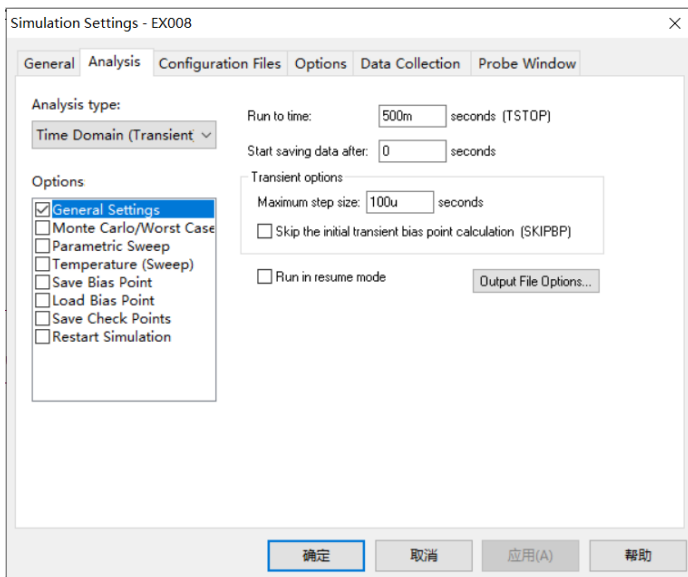 Simulation Settings - EX008
General Analysis Configuration Files Options Data Collection Probe Window
Analysis type:
Time Domain (Transient)
Options
General Settings
Monte Carlo/Worst Case
Parametric Sweep
Temperature (Sweep)
Save Bias Point
Load Bias Point
Save Check Points
Restart Simulation
Run to time: 500m seconds (TSTOP)
Start saving data after: 0 seconds
Transient options
Maximum step size: 100u seconds
Skip the initial transient bias point calculation (SKIPBP)
Run in resume mode
Output File Options...
确定 取消 应用(A) 帮助